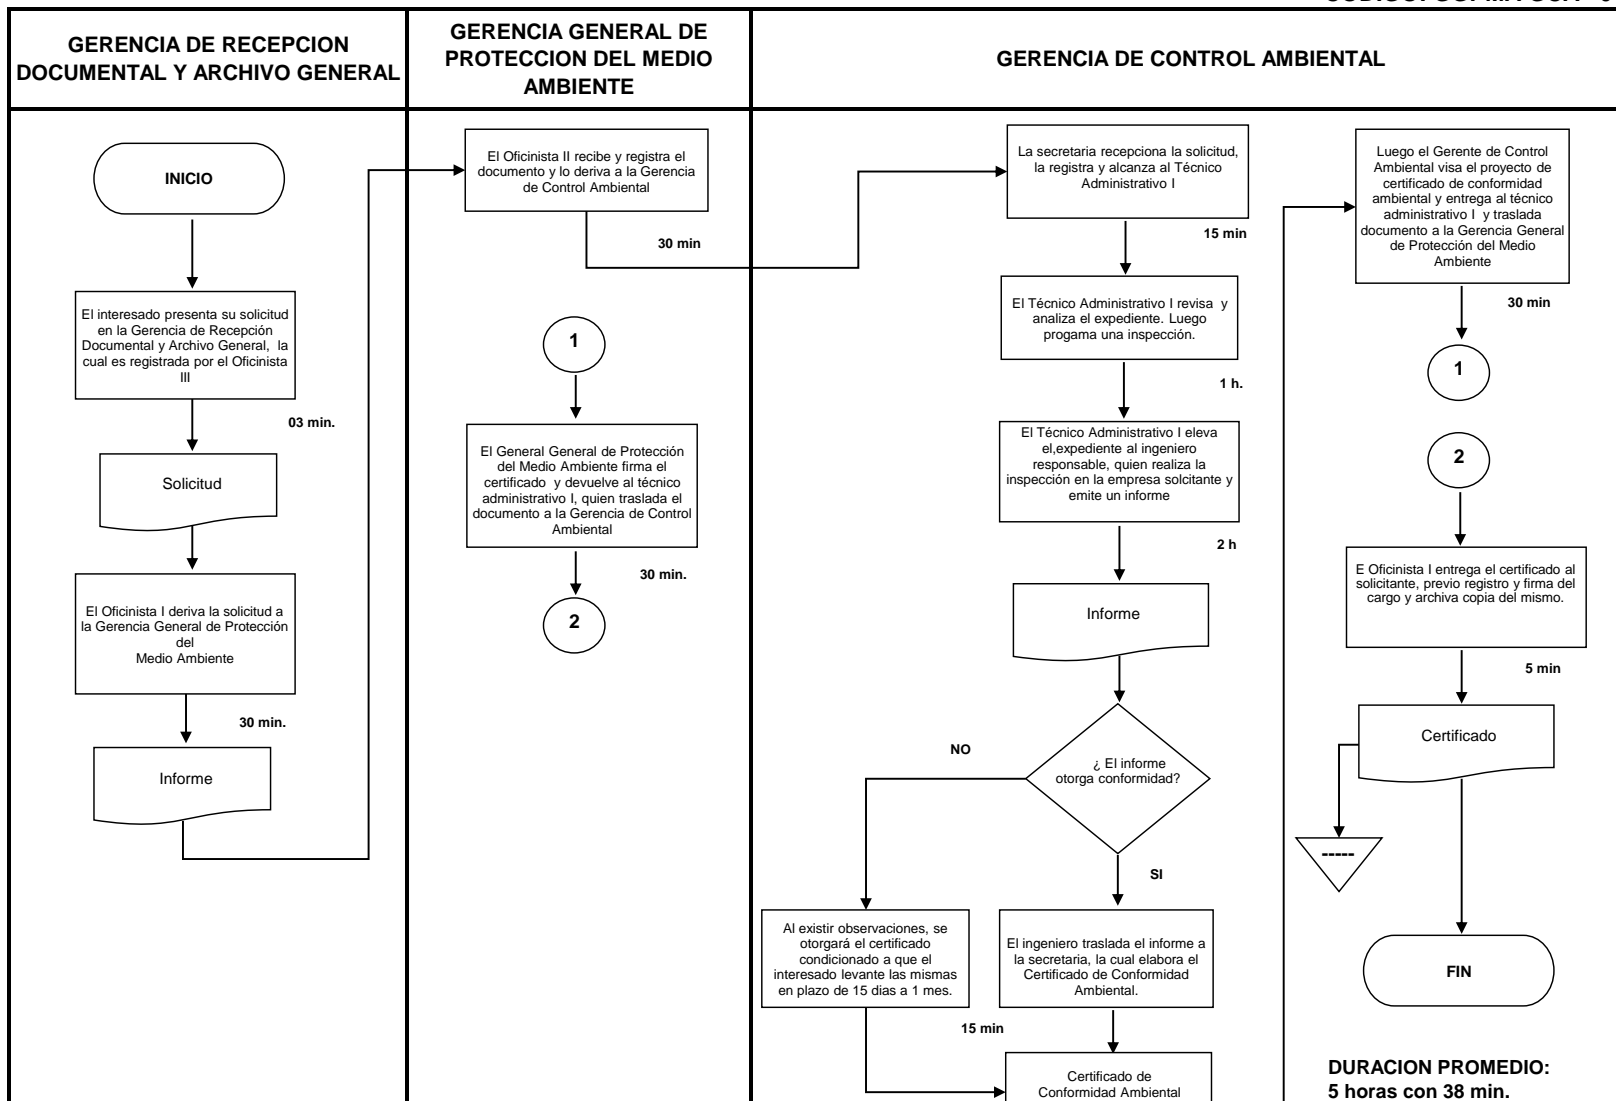 GERENCIA DE RECEPCION
DOCUMENTAL Y ARCHIVO GENERAL
GERENCIA GENERAL DE
PROTECCION DEL MEDIO
AMBIENTE
GERENCIA DE CONTROL AMBIENTAL
INICIO
El interesado presenta su solicitud
en la Gerencia de Recepción
Documental y Archivo General, la
cual es registrada por el Oficinista
III
03 min.
Solicitud
El Oficinista I deriva la solicitud a
la Gerencia General de Protección
del
Medio Ambiente
30 min.
Informe
El Oficinista II recibe y registra el
documento y lo deriva a la Gerencia
de Control Ambiental
30 min
1
El General General de Protección
del Medio Ambiente firma el
certificado y devuelve al técnico
administrativo I, quien traslada el
documento a la Gerencia de Control
Ambiental
30 min.
2
La secretaria recepciona la solicitud,
la registra y alcanza al Técnico
Administrativo I
15 min
El Técnico Administrativo I revisa y
analiza el expediente. Luego
progama una inspección.
1 h.
El Técnico Administrativo I eleva
el,expediente al ingeniero
responsable, quien realiza la
inspección en la empresa solcitante y
emite un informe
2 h
Informe
¿ El informe
otorga conformidad?
NO
SI
Al existir observaciones, se
otorgará el certificado
condicionado a que el
interesado levante las mismas
en plazo de 15 dias a 1 mes.
El ingeniero traslada el informe a
la secretaria, la cual elabora el
Certificado de Conformidad
Ambiental.
15 min
Certificado de
Conformidad Ambiental
Luego el Gerente de Control
Ambiental visa el proyecto de
certificado de conformidad
ambiental y entrega al técnico
administrativo I y traslada
documento a la Gerencia General
de Protección del Medio
Ambiente
30 min
1
2
E Oficinista I entrega el certificado al
solicitante, previo registro y firma del
cargo y archiva copia del mismo.
5 min
Certificado
-----
FIN
DURACION PROMEDIO:
5 horas con 38 min.